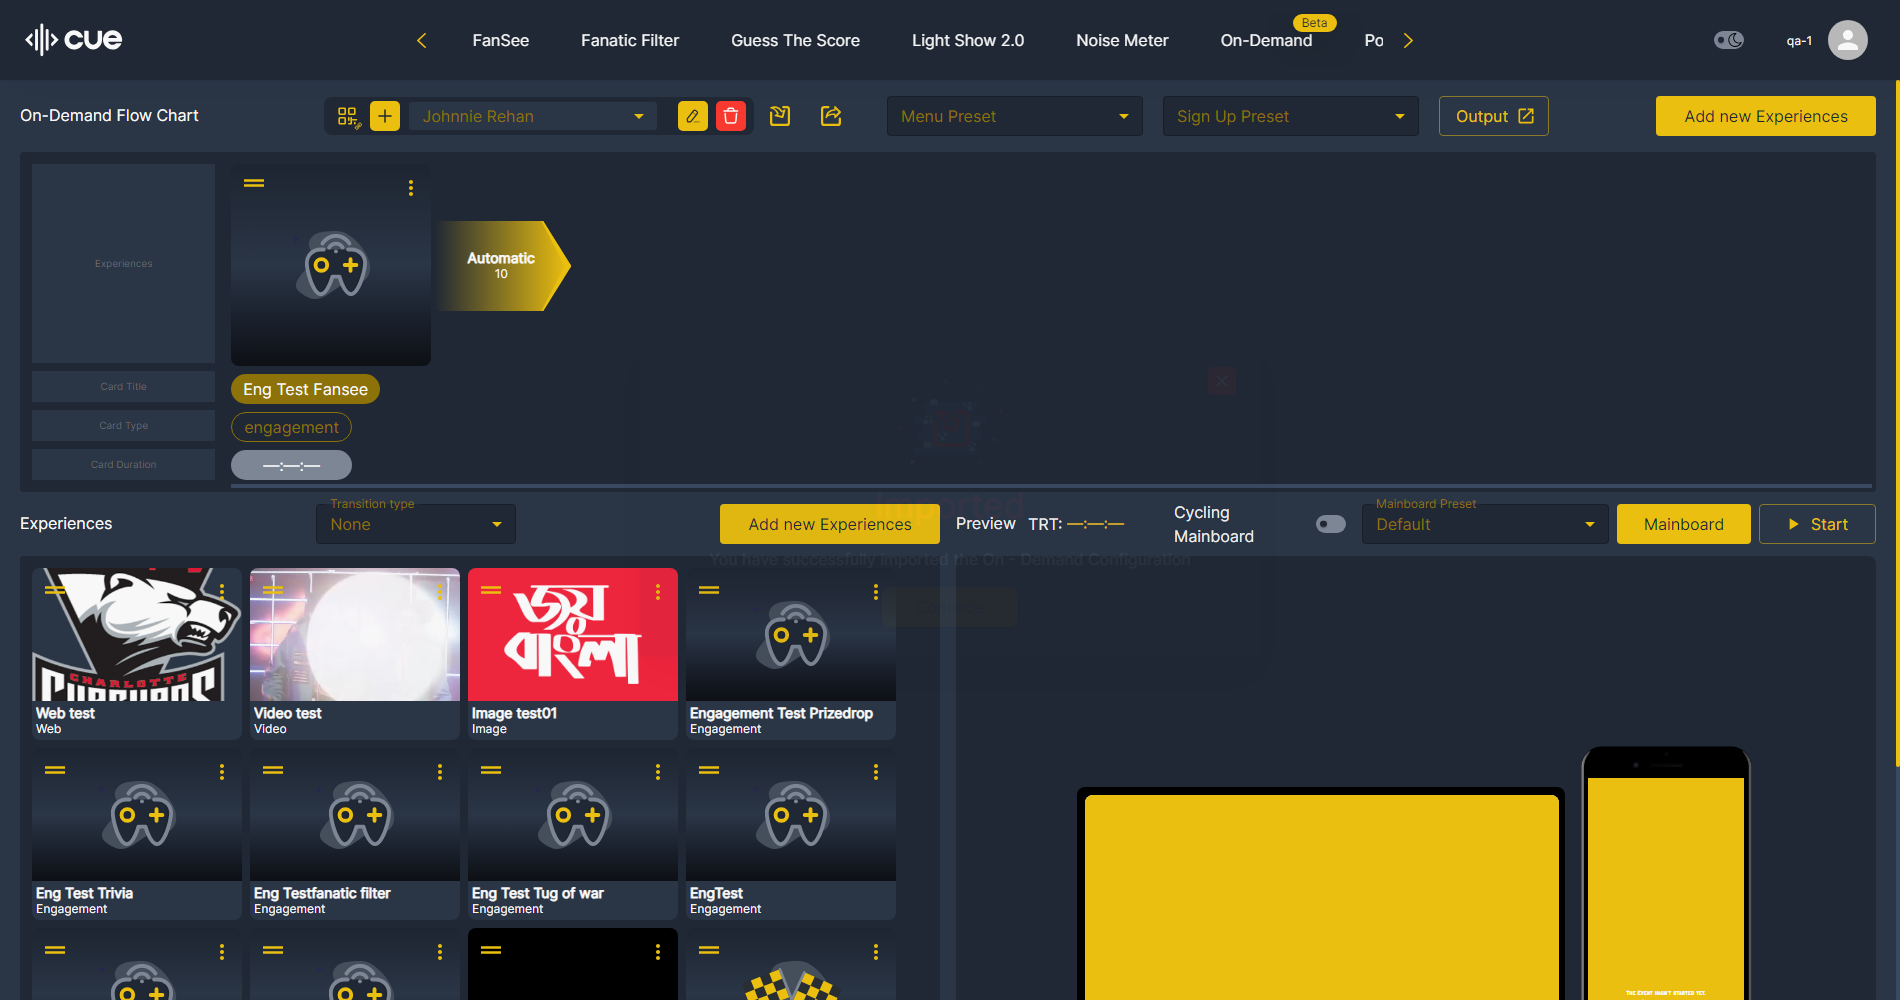 cue
FanSee
Fanatic Filter
Guess The Score
Light Show 2.0
Noise Meter
On-Demand
Beta
Po
qa-1
On-Demand Flow Chart
Johnnie Rehan
Menu Preset
Sign Up Preset
Output
Add new Experiences
Experiences
Automatic
10
Card Title
Eng Test Fansee
Card Type
engagement
Card Duration
—:—:—
Imported
You have successfully imported the On - Demand Configuration
Experiences
Transition type
None
Add new Experiences
Preview
TRT: —:—:—
Cycling
Mainboard
Mainboard Preset
Default
Mainboard
Start
CHARLOTTE
জয়
বাংলা
Web test
Web
Video test
Video
Image test01
Image
Engagement Test Prizedrop
Engagement
Eng Test Trivia
Engagement
Eng Testfanatic filter
Engagement
Eng Test Tug of war
Engagement
EngTest
Engagement
THE EVENT HASN'T STARTED YET.